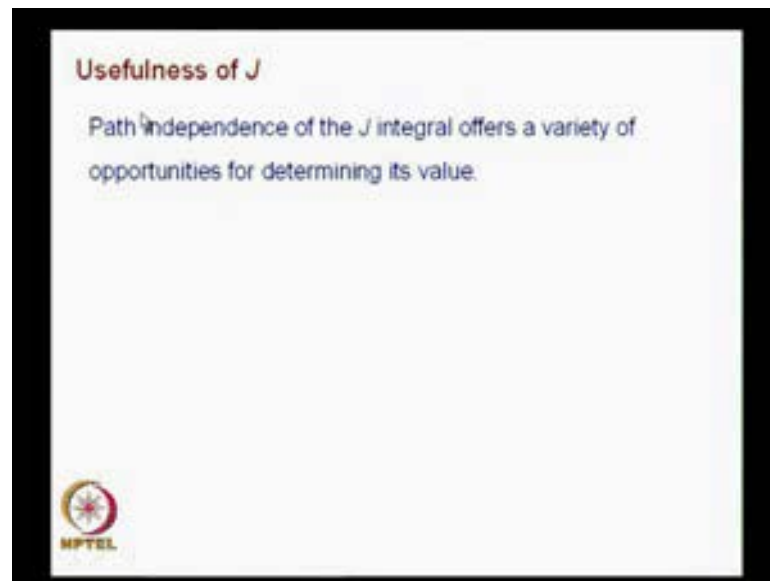 Usefulness of J
Path independence of the J integral offers a variety of
opportunities for determining its value.
NPTEL